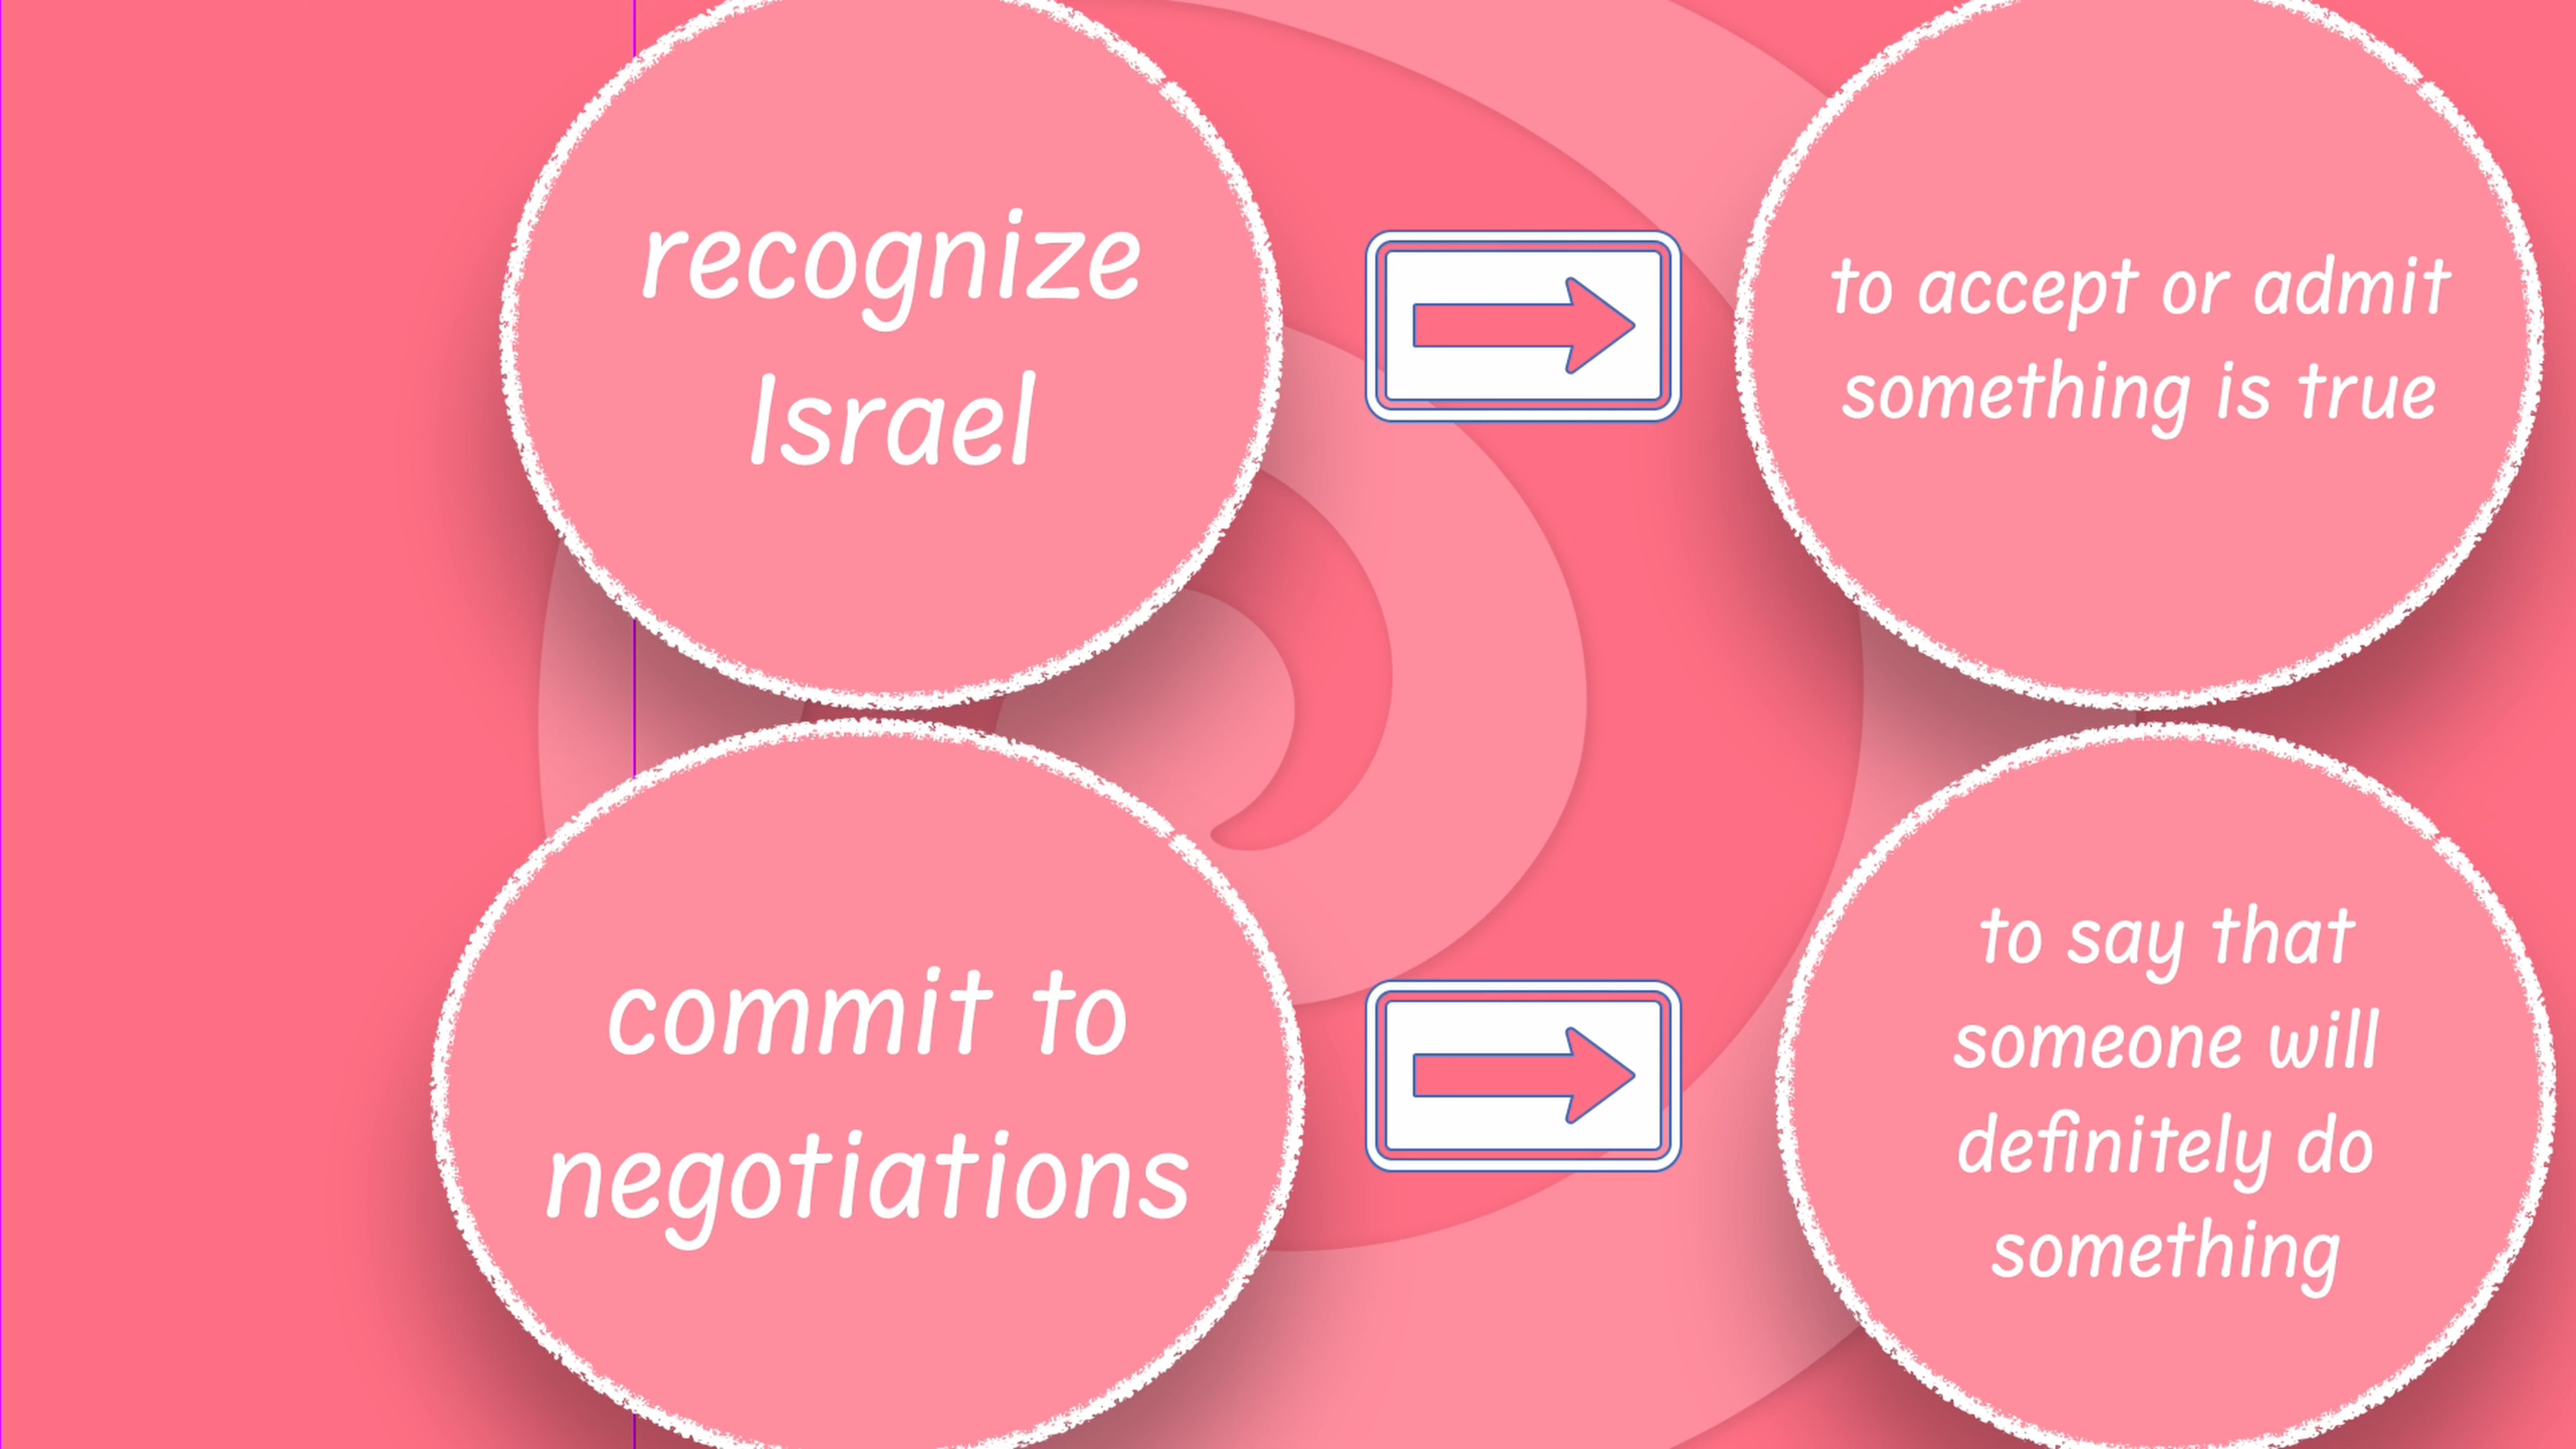 recognize
Israel
to accept or admit
something is true
commit to
negotiations
to say that
someone will
definitely do
something